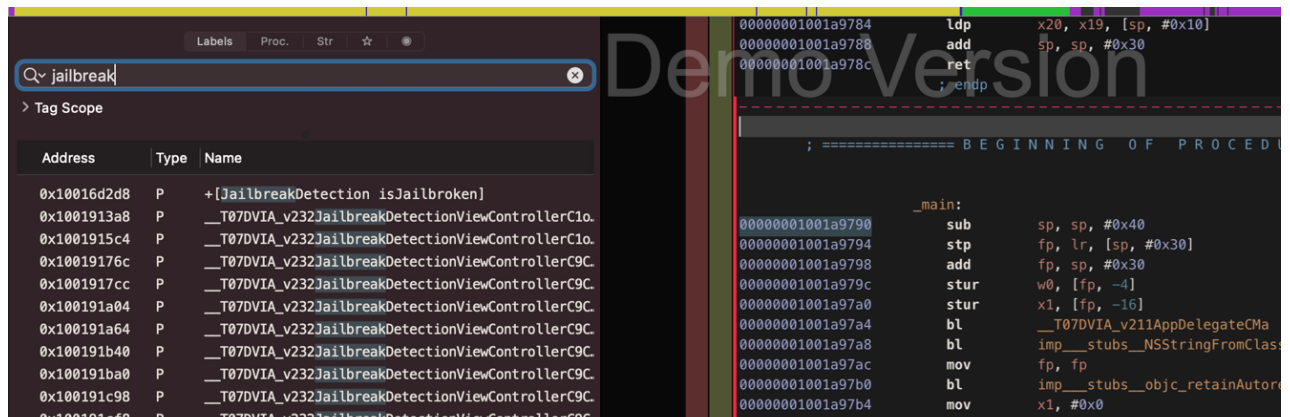 Labels Proc. Str
jailbreak
Tag Scope
Address Type Name
0x10016d2d8 P +[JailbreakDetection isJailbroken]
0x1001913a8 P __T07DVIA_v232JailbreakDetectionViewControllerC1o…
0x1001915c4 P __T07DVIA_v232JailbreakDetectionViewControllerC1o…
0x10019176c P __T07DVIA_v232JailbreakDetectionViewControllerC9C…
0x1001917cc P __T07DVIA_v232JailbreakDetectionViewControllerC9C…
0x100191a04 P __T07DVIA_v232JailbreakDetectionViewControllerC9C…
0x100191a64 P __T07DVIA_v232JailbreakDetectionViewControllerC9C…
0x100191b40 P __T07DVIA_v232JailbreakDetectionViewControllerC9C…
0x100191ba0 P __T07DVIA_v232JailbreakDetectionViewControllerC9C…
0x100191c98 P __T07DVIA_v232JailbreakDetectionViewControllerC9C…
Demo Version
00000001001a9784 ldp x20, x19, [sp, #0x10]
00000001001a9788 add sp, sp, #0x30
00000001001a978c ret
; endp
; ================ B E G I N N I N G   O F   P R O C E D U
_main:
00000001001a9790 sub sp, sp, #0x40
00000001001a9794 stp fp, lr, [sp, #0x30]
00000001001a9798 add fp, sp, #0x30
00000001001a979c stur w0, [fp, -4]
00000001001a97a0 stur x1, [fp, -16]
00000001001a97a4 bl __T07DVIA_v211AppDelegateCMa
00000001001a97a8 bl imp___stubs__NSStringFromClass
00000001001a97ac mov fp, fp
00000001001a97b0 bl imp___stubs__objc_retainAutore
00000001001a97b4 mov x1, #0x0